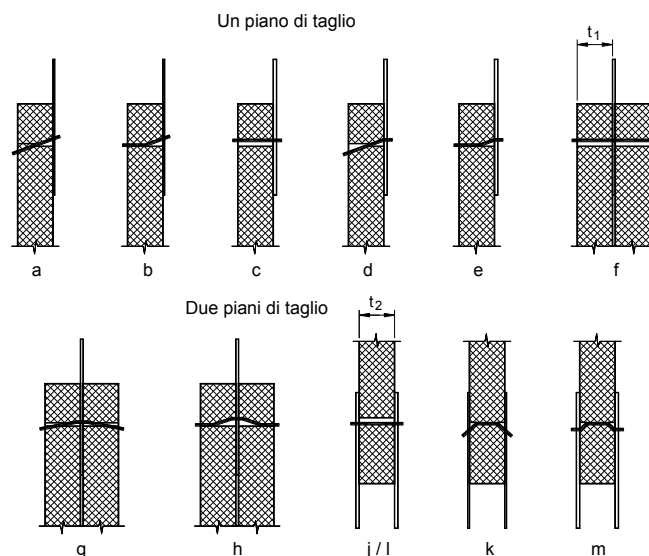 Un piano di taglio
t1
a b c d e f
Due piani di taglio
t2
g h j / l k m